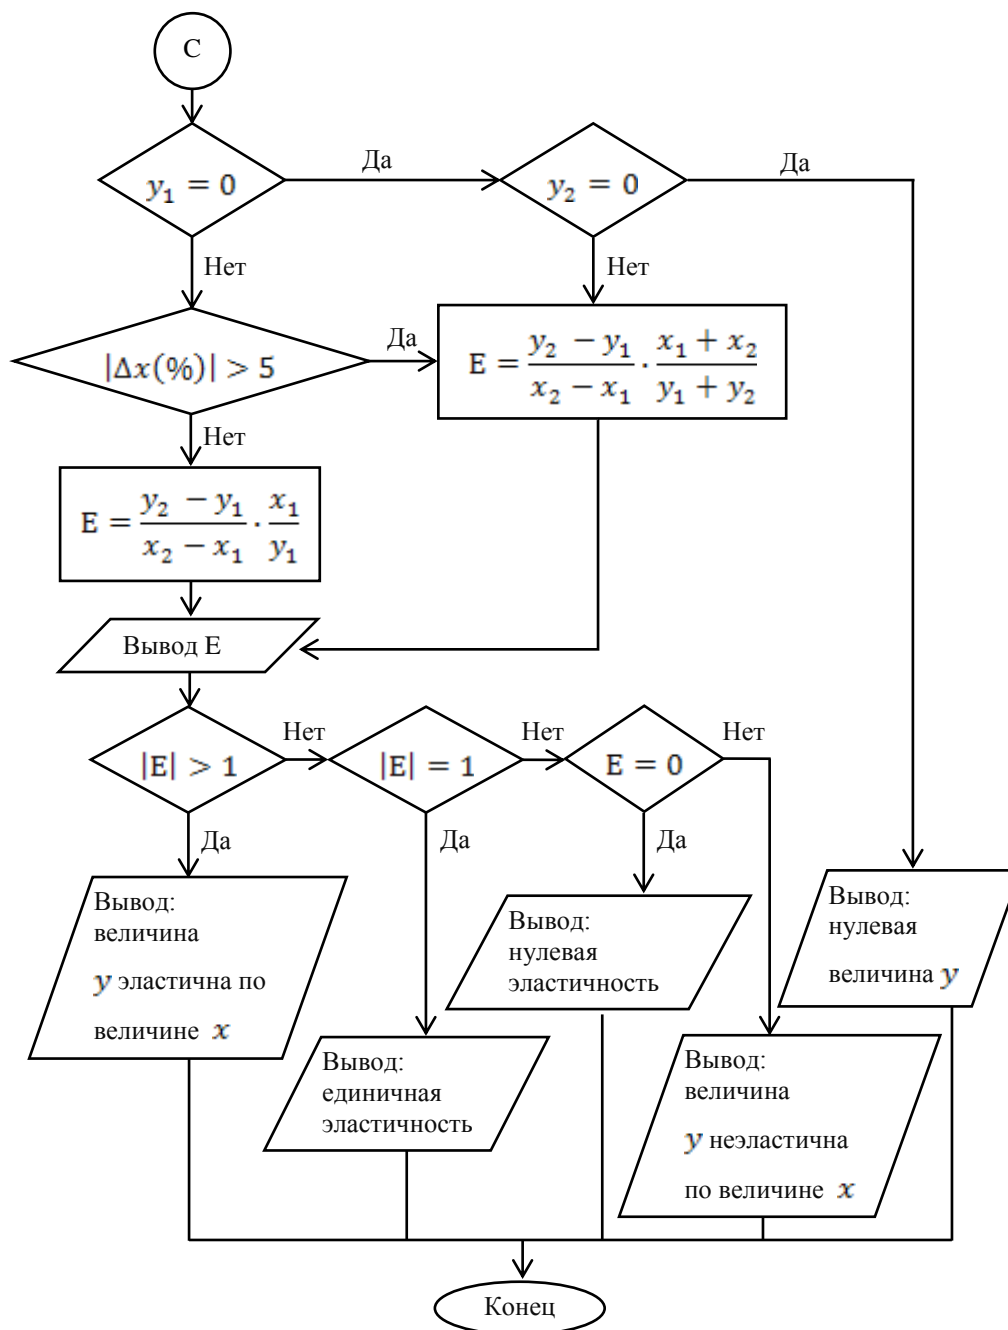 С
y₁ = 0
Да
y₂ = 0
Да
Нет
Нет
|Δx(%)| > 5
Да
E = (y₂ − y₁)/(x₂ − x₁) · (x₁ + x₂)/(y₁ + y₂)
Нет
E = (y₂ − y₁)/(x₂ − x₁) · x₁/y₁
Вывод E
|E| > 1
Нет
|E| = 1
Нет
E = 0
Нет
Да
Да
Да
Вывод:
величина
y эластична по
величине x
Вывод:
единичная
эластичность
Вывод:
нулевая
эластичность
Вывод:
величина
y неэластична
по величине x
Вывод:
нулевая
величина y
Конец